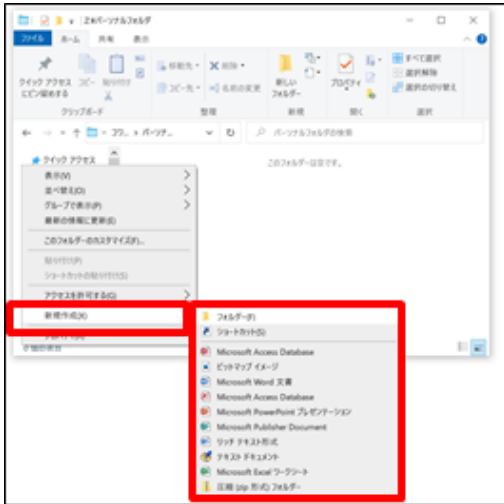 ファイル ホーム 共有 表示
クイック アクセス
にピン留めする
コピー
貼り付け
移動先
コピー先
削除
名前の変更
新しい
フォルダー
プロパティ
すべて選択
選択解除
選択の切り替え
クリップボード 整理 新規 開く 選択
パーソナルフォルダの検索
クイック アクセス
このフォルダーは空です。
表示(V)
並べ替え(O)
グループで表示(P)
最新の情報に更新(E)
このフォルダーのカスタマイズ(F)...
貼り付け(P)
ショートカットの貼り付け(S)
アクセスを許可する(G)
新規作成(X)
フォルダー(F)
ショートカット(S)
Microsoft Access Database
ビットマップ イメージ
Microsoft Word 文書
Microsoft Access Database
Microsoft PowerPoint プレゼンテーション
Microsoft Publisher Document
リッチ テキスト形式
テキスト ドキュメント
Microsoft Excel ワークシート
圧縮 (zip 形式) フォルダー